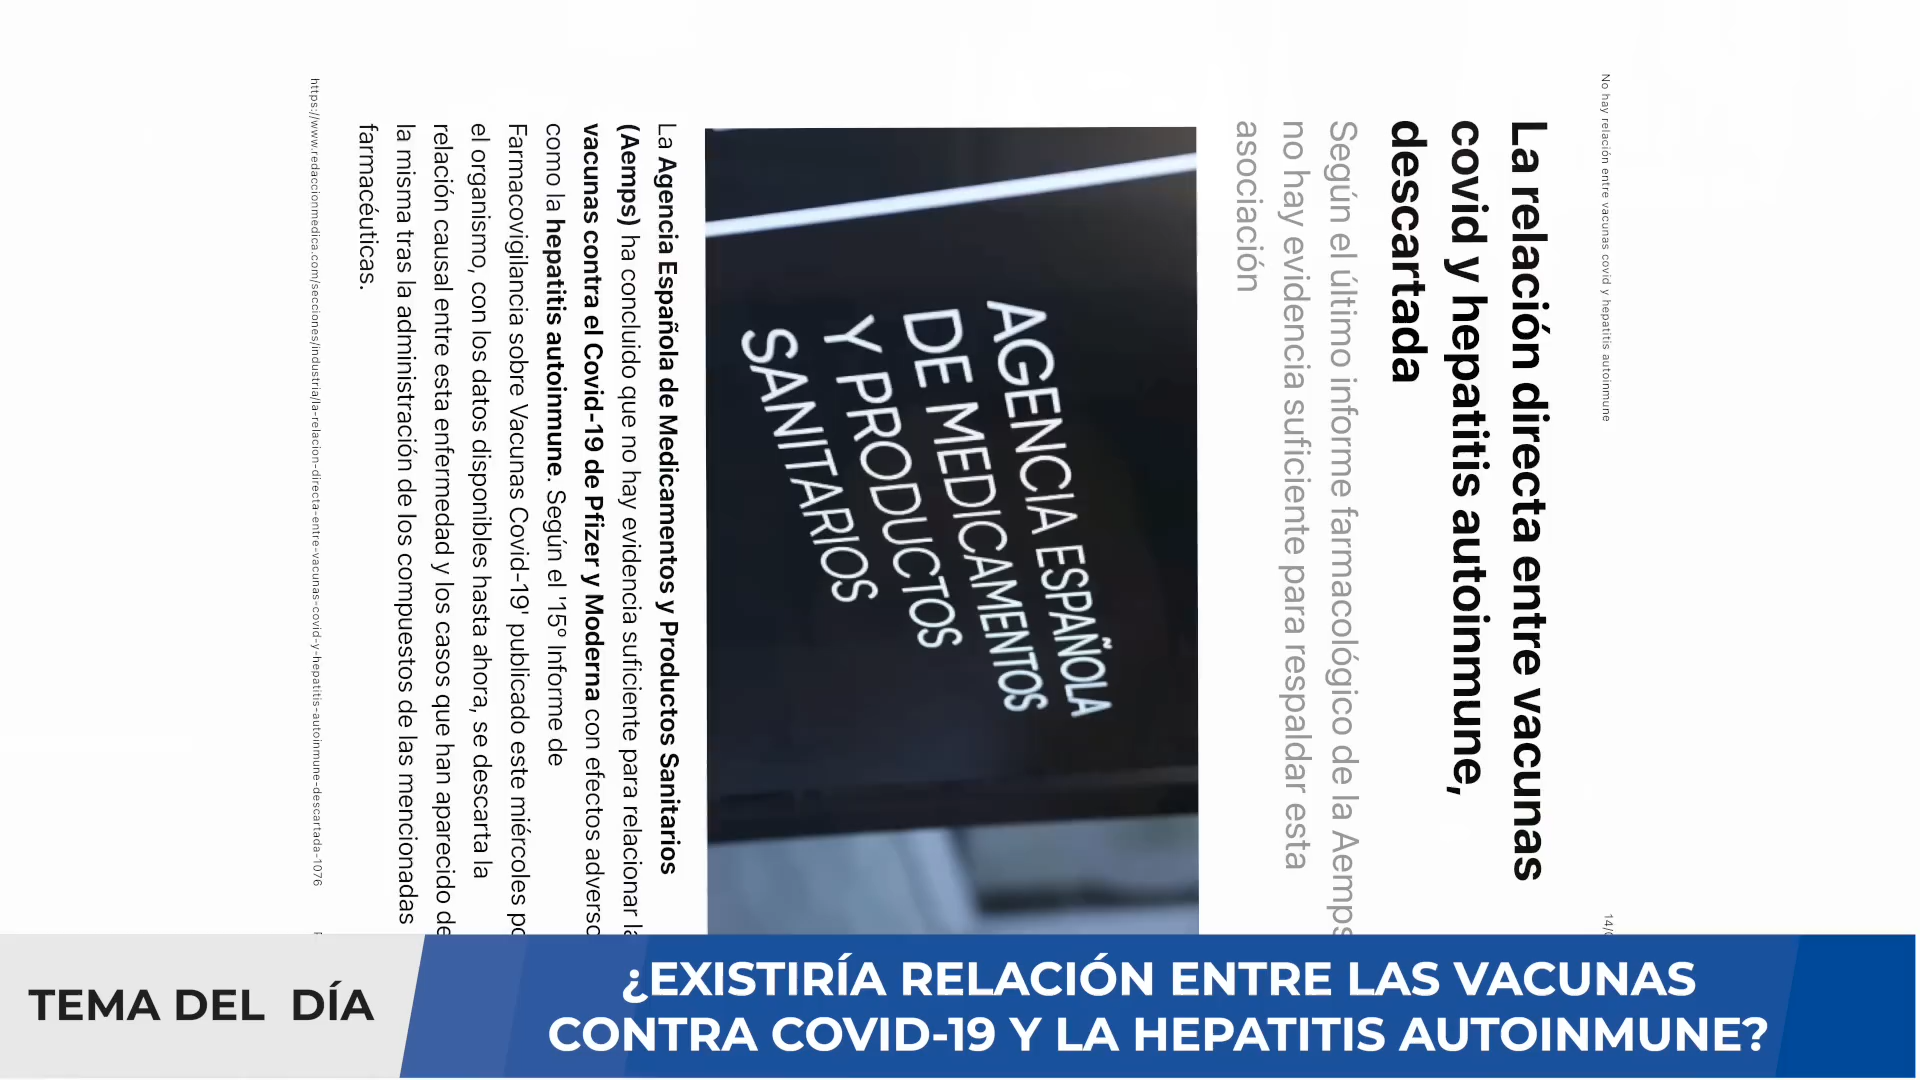 No hay relación entre vacunas covid y hepatitis autoinmune
La relación directa entre vacunas
covid y hepatitis autoinmune,
descartada
Según el último informe farmacológico de la Aemps
no hay evidencia suficiente para respaldar esta
asociación
AGENCIA ESPAÑOLA
DE MEDICAMENTOS
Y PRODUCTOS
SANITARIOS
La Agencia Española de Medicamentos y Productos Sanitarios
(Aemps) ha concluido que no hay evidencia suficiente para relacionar
vacunas contra el Covid-19 de Pfizer y Moderna con efectos
como la hepatitis autoinmune. Según el '15º Informe de
Farmacovigilancia sobre Vacunas Covid-19' publicado este miércoles
el organismo, con los datos disponibles hasta ahora, se descarta la
relación causal entre esta enfermedad y los casos que han aparecido de
la misma tras la administración de los compuestos de las mencionadas
farmacéuticas.
https://www.redaccionmedica.com/secciones/industria/la-relacion-directa-entre-vacunas-covid-y-hepatitis-autoinmune-descartada-1076
TEMA DEL DÍA
¿EXISTIRÍA RELACIÓN ENTRE LAS VACUNAS
CONTRA COVID-19 Y LA HEPATITIS AUTOINMUNE?